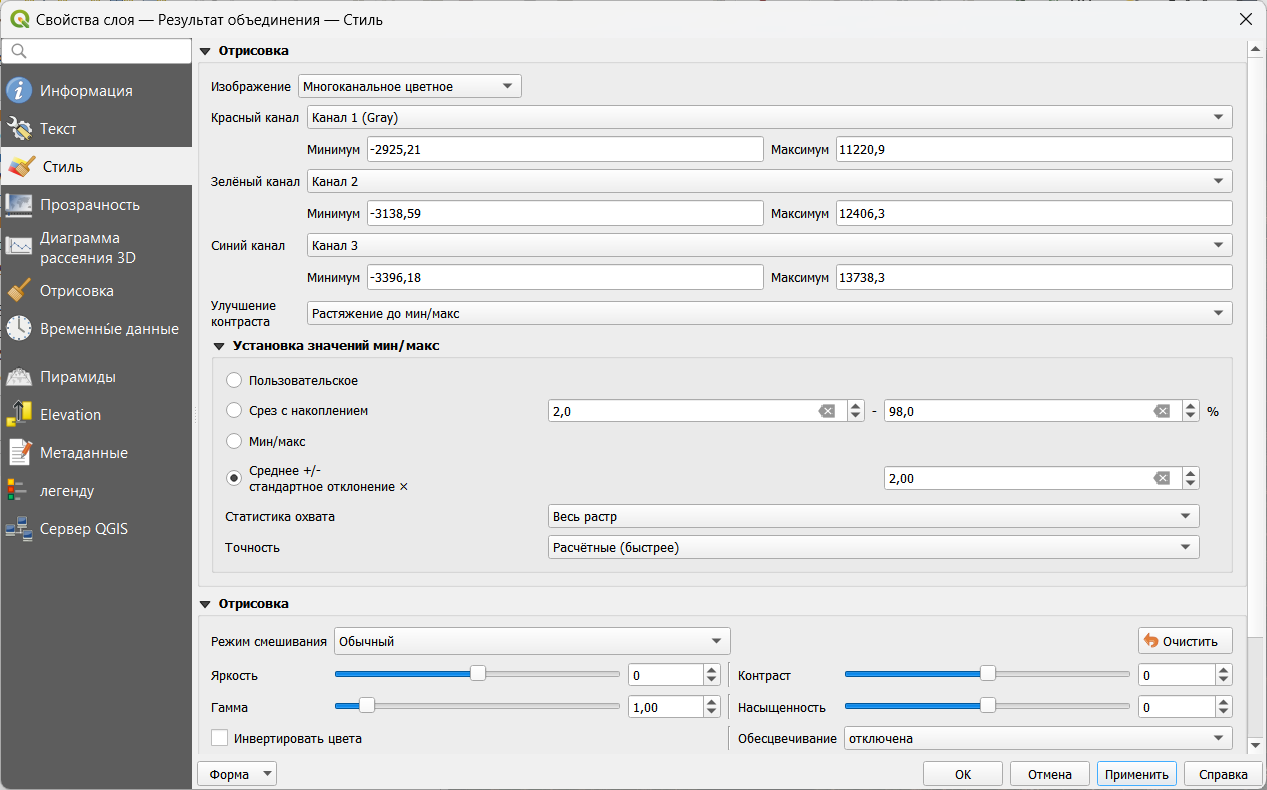 Свойства слоя — Результат объединения — Стиль
Информация
Текст
Стиль
Прозрачность
Диаграмма
рассеяния 3D
Отрисовка
Временны́е данные
Пирамиды
Elevation
Метаданные
легенду
Сервер QGIS
Отрисовка
Изображение Многоканальное цветное
Красный канал Канал 1 (Gray)
Минимум -2925,21 Максимум 11220,9
Зелёный канал Канал 2
Минимум -3138,59 Максимум 12406,3
Синий канал Канал 3
Минимум -3396,18 Максимум 13738,3
Улучшение
контраста Растяжение до мин/макс
Установка значений мин/макс
Пользовательское
Срез с накоплением 2,0 - 98,0 %
Мин/макс
Среднее +/-
стандартное отклонение × 2,00
Статистика охвата Весь растр
Точность Расчётные (быстрее)
Отрисовка
Режим смешивания Обычный Очистить
Яркость 0 Контраст 0
Гамма 1,00 Насыщенность 0
Инвертировать цвета Обесцвечивание отключена
Форма ОК Отмена Применить Справка